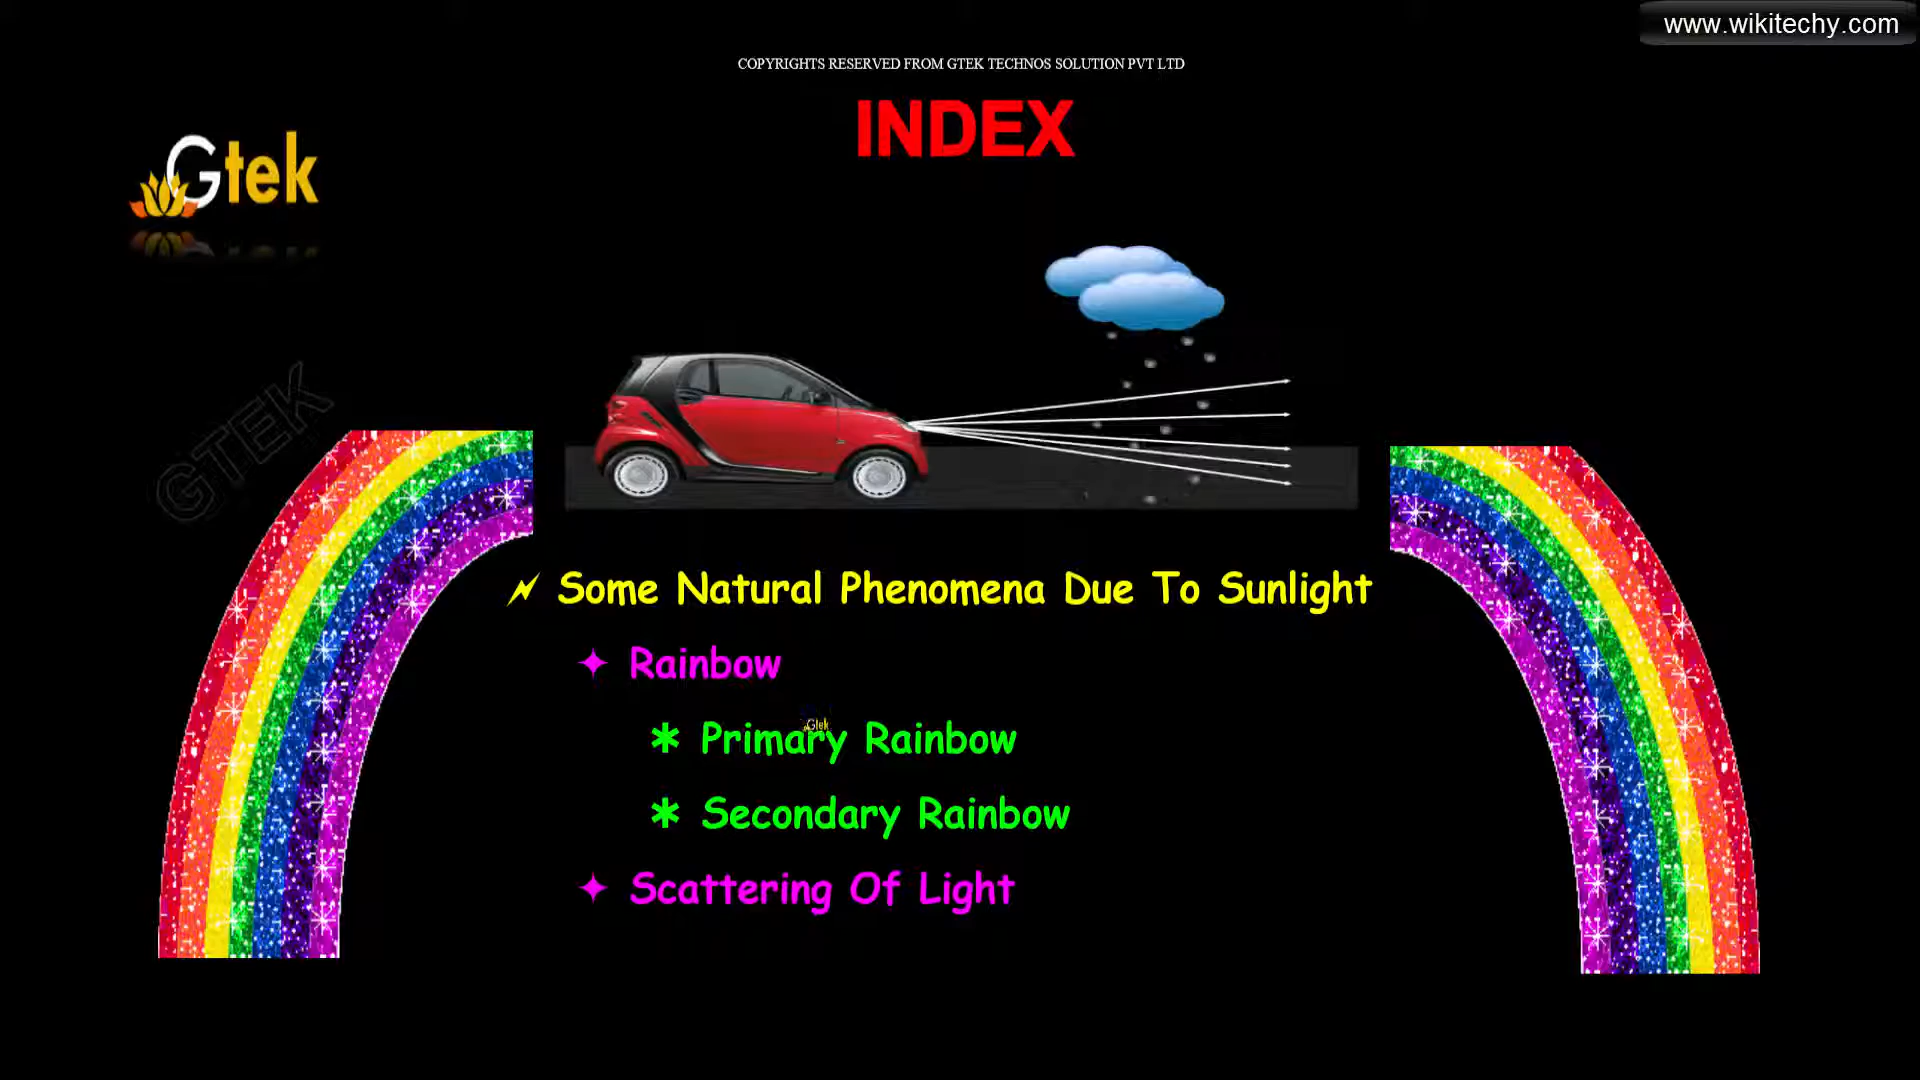 www.wikitechy.com
COPYRIGHTS RESERVED FROM GTEK TECHNOS SOLUTION PVT LTD
INDEX
Gtek
GTEK
Some Natural Phenomena Due To Sunlight
Rainbow
Gtek
Primary Rainbow
Secondary Rainbow
Scattering Of Light